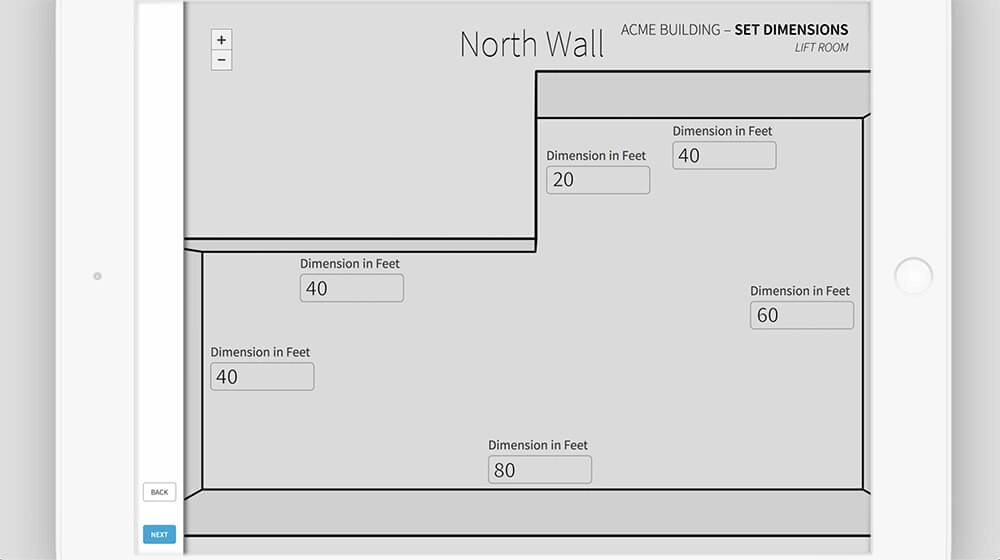 +
−
North Wall
ACME BUILDING – SET DIMENSIONS
LIFT ROOM
Dimension in Feet
40
Dimension in Feet
20
Dimension in Feet
40
Dimension in Feet
60
Dimension in Feet
40
Dimension in Feet
80
BACK
NEXT